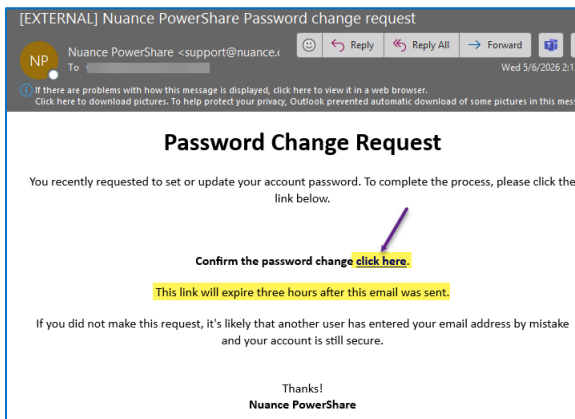 [EXTERNAL] Nuance PowerShare Password change request
NP
Nuance PowerShare <support@nuance.c
Reply
Reply All
Forward
To
Wed 5/6/2026 2:1
If there are problems with how this message is displayed, click here to view it in a web browser.
Click here to download pictures. To help protect your privacy, Outlook prevented automatic download of some pictures in this mess
Password Change Request
You recently requested to set or update your account password. To complete the process, please click the
link below.
Confirm the password change click here.
This link will expire three hours after this email was sent.
If you did not make this request, it's likely that another user has entered your email address by mistake
and your account is still secure.
Thanks!
Nuance PowerShare